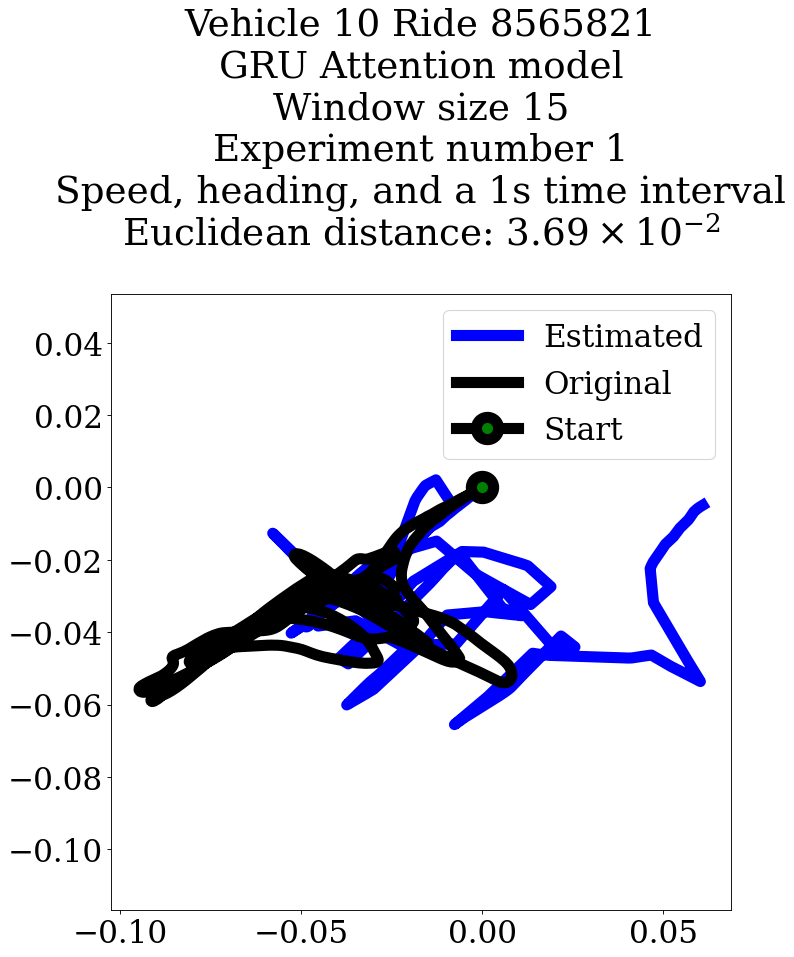 Vehicle 10 Ride 8565821
GRU Attention model
Window size 15
Experiment number 1
Speed, heading, and a 1s time interval
Euclidean distance: 3.69 × 10⁻²
Estimated
Original
Start
0.04
0.02
0.00
−0.02
−0.04
−0.06
−0.08
−0.10
−0.10 −0.05 0.00 0.05